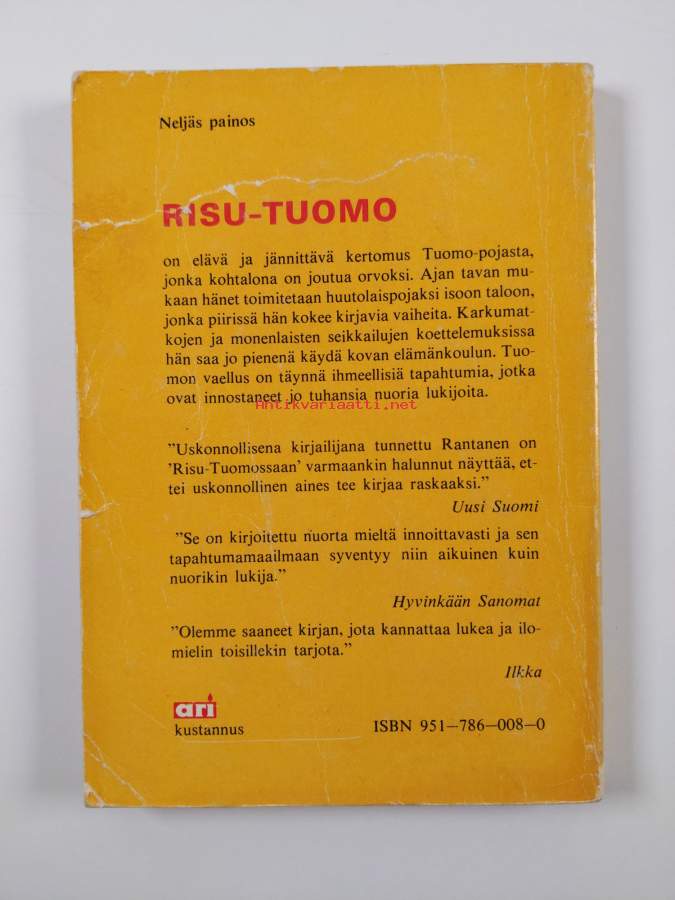 Neljäs painos
RISU-TUOMO
on elävä ja jännittävä kertomus Tuomo-pojasta,
jonka kohtalona on joutua orvoksi. Ajan tavan mu-
kaan hänet toimitetaan huutolaispojaksi isoon taloon,
jonka piirissä hän kokee kirjavia vaiheita. Karkumat-
kojen ja monenlaisten seikkailujen koettelemuksissa
hän saa jo pienenä käydä kovan elämänkoulun. Tuo-
mon vaellus on täynnä ihmeellisiä tapahtumia, jotka
ovat innostaneet jo tuhansia nuoria lukijoita.
Antikvariaatti.net
"Uskonnollisena kirjailijana tunnettu Rantanen on
'Risu-Tuomossaan' varmaankin halunnut näyttää, et-
tei uskonnollinen aines tee kirjaa raskaaksi."
Uusi Suomi
"Se on kirjoitettu nuorta mieltä innoittavasti ja sen
tapahtumamaailmaan syventyy niin aikuinen kuin
nuorikin lukija."
Hyvinkään Sanomat
"Olemme saaneet kirjan, jota kannattaa lukea ja ilo-
mielin toisillekin tarjota."
Ilkka
ari
kustannus
ISBN 951-786-008-0